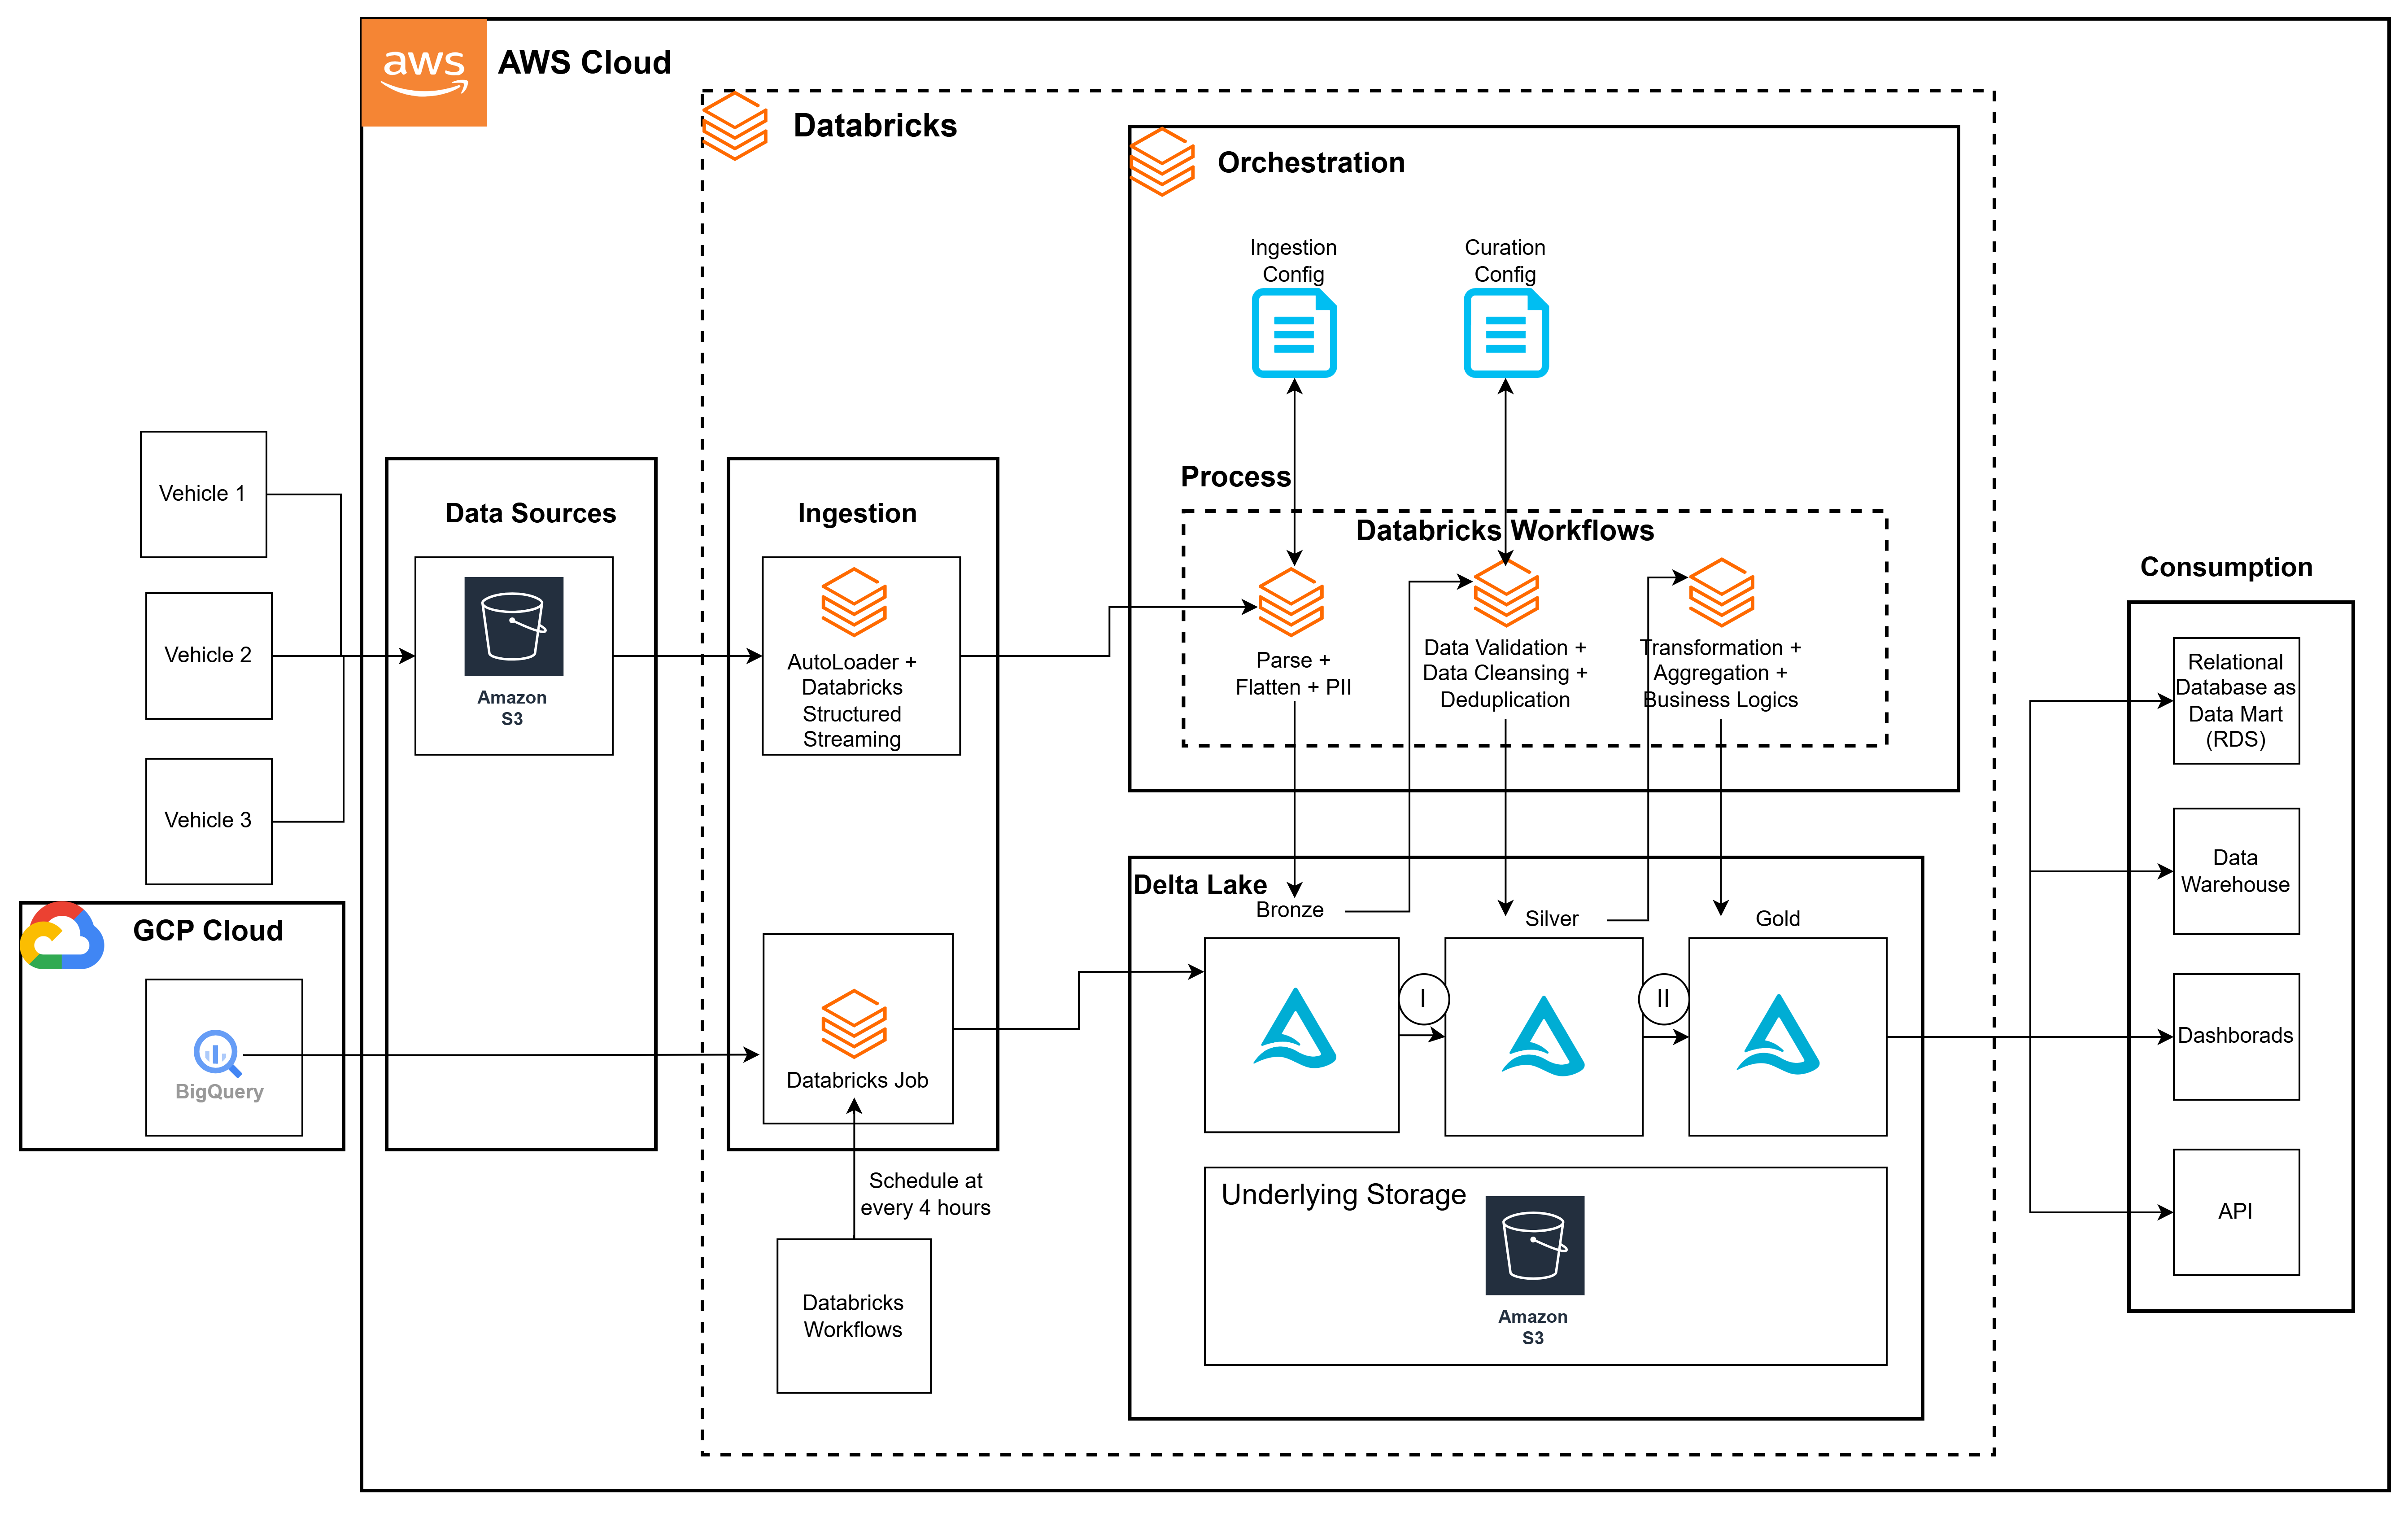 aws
AWS Cloud
Databricks
Orchestration
Ingestion
Config
Curation
Config
Process
Databricks Workflows
Parse +
Flatten + PII
Data Validation +
Data Cleansing +
Deduplication
Transformation +
Aggregation +
Business Logics
Vehicle 1
Vehicle 2
Vehicle 3
Data Sources
Amazon
S3
Ingestion
AutoLoader +
Databricks
Structured
Streaming
GCP Cloud
BigQuery
Databricks Job
Schedule at
every 4 hours
Databricks
Workflows
Delta Lake
Bronze
Silver
Gold
I
II
Underlying Storage
Amazon
S3
Consumption
Relational
Database as
Data Mart
(RDS)
Data
Warehouse
Dashborads
API